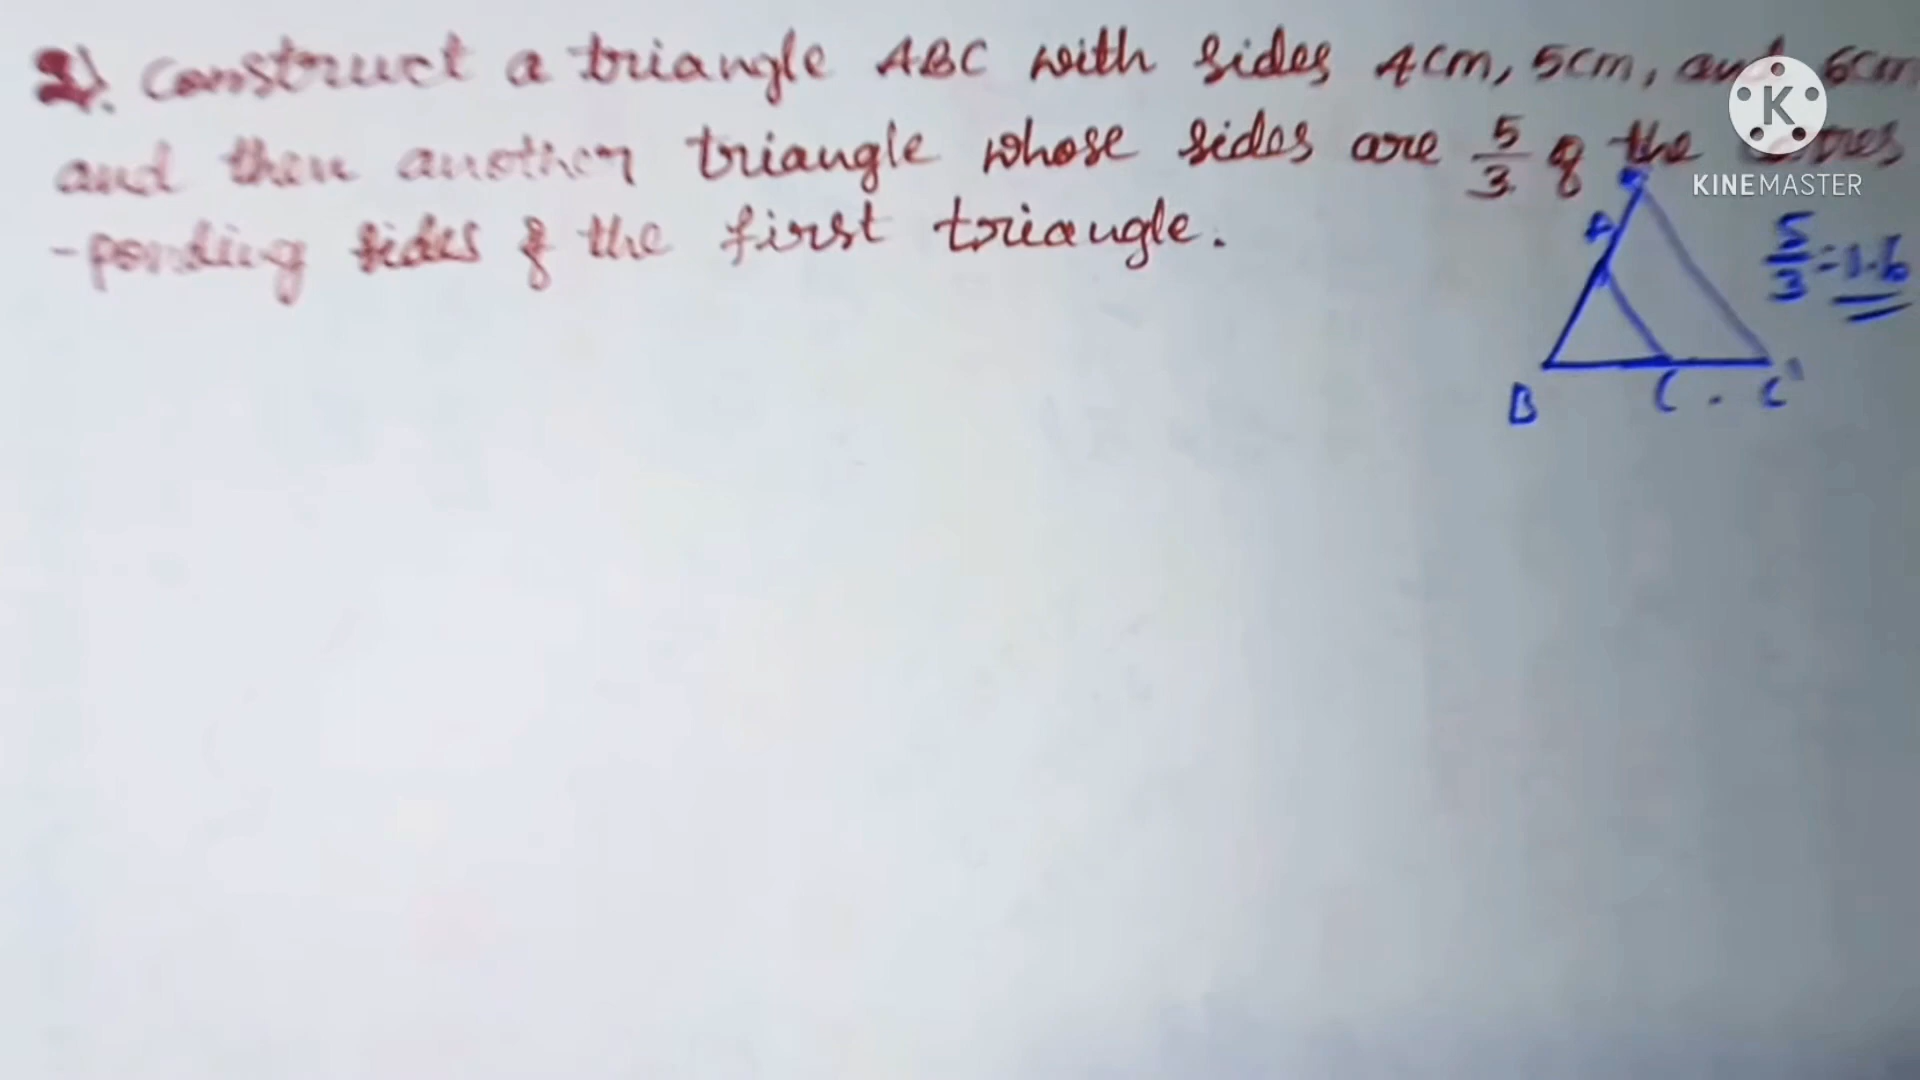 2). Construct a triangle ABC with sides 4cm, 5cm, and 6cm
and then another triangle whose sides are 5/3 of the
-ponding sides of the first triangle.
K
KINEMASTER
A
5/3 = 1.6
B C . C'